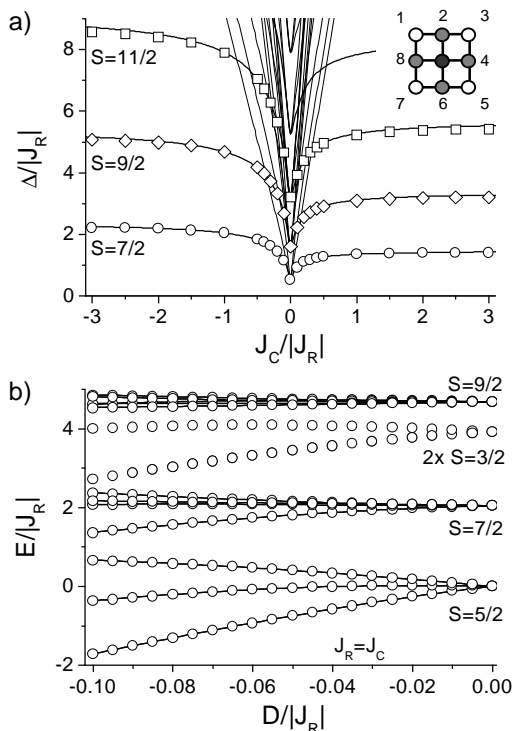 a)
8
6
4
2
0
Δ/|J_R|
S=11/2
S=9/2
S=7/2
1 2 3
8 4
7 6 5
-3 -2 -1 0 1 2 3
J_C/|J_R|
b)
4
2
0
-2
E/|J_R|
S=9/2
2x S=3/2
S=7/2
S=5/2
J_R=J_C
-0.10 -0.08 -0.06 -0.04 -0.02 0.00
D/|J_R|